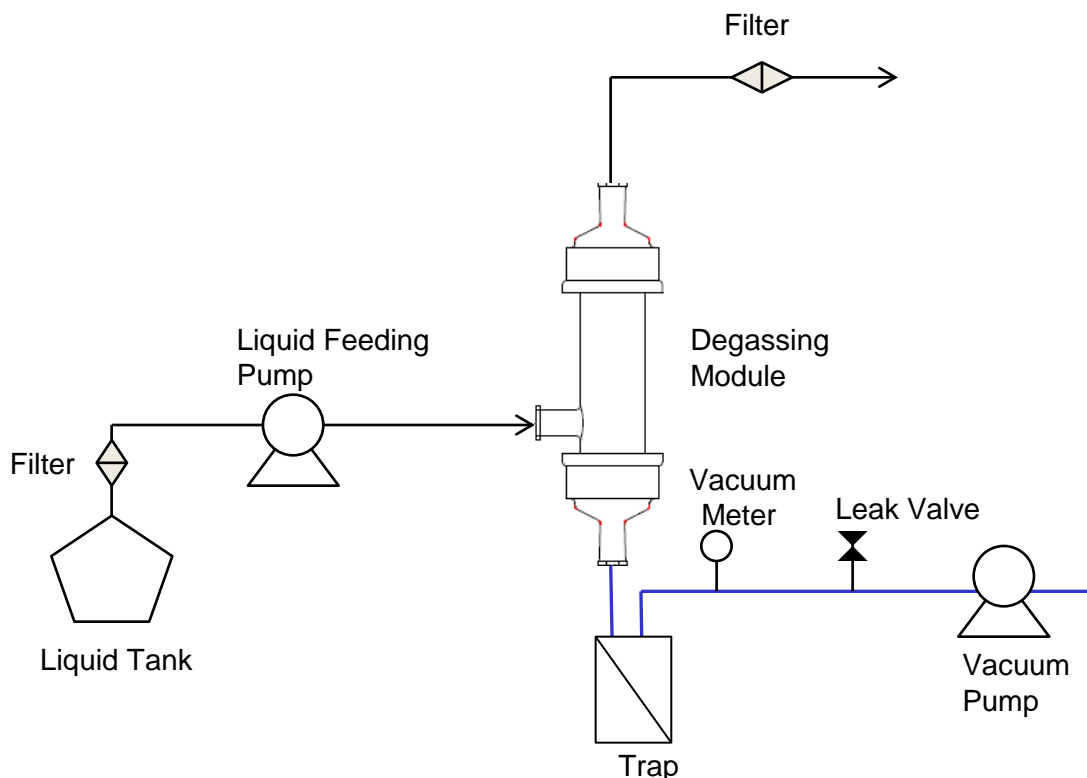 Filter
Liquid Feeding
Pump
Degassing
Module
Filter
Vacuum
Meter
Leak Valve
Liquid Tank
Vacuum
Pump
Trap